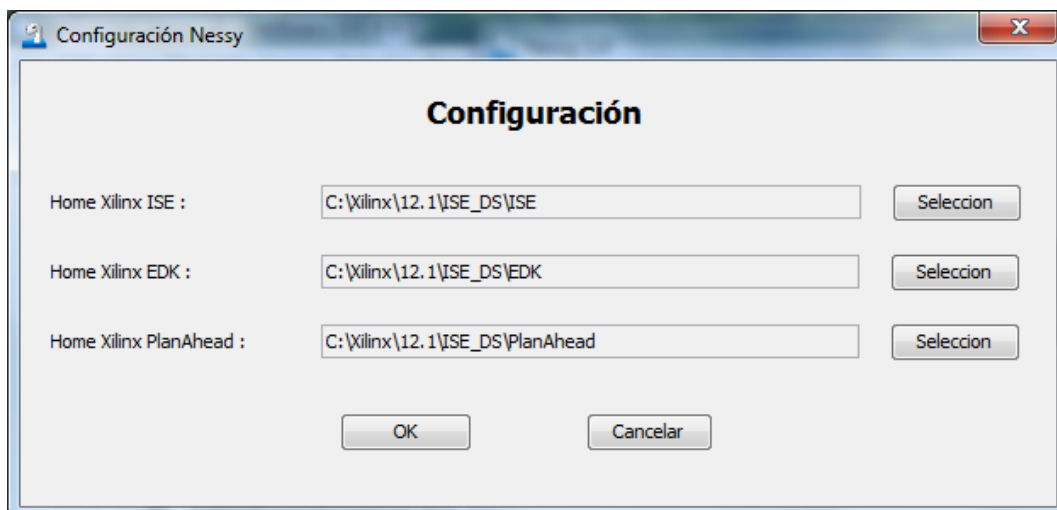 Configuración Nessy
X
Configuración
Home Xilinx ISE : C:\Xilinx\12.1\ISE_DS\ISE Seleccion
Home Xilinx EDK : C:\Xilinx\12.1\ISE_DS\EDK Seleccion
Home Xilinx PlanAhead : C:\Xilinx\12.1\ISE_DS\PlanAhead Seleccion
OK Cancelar